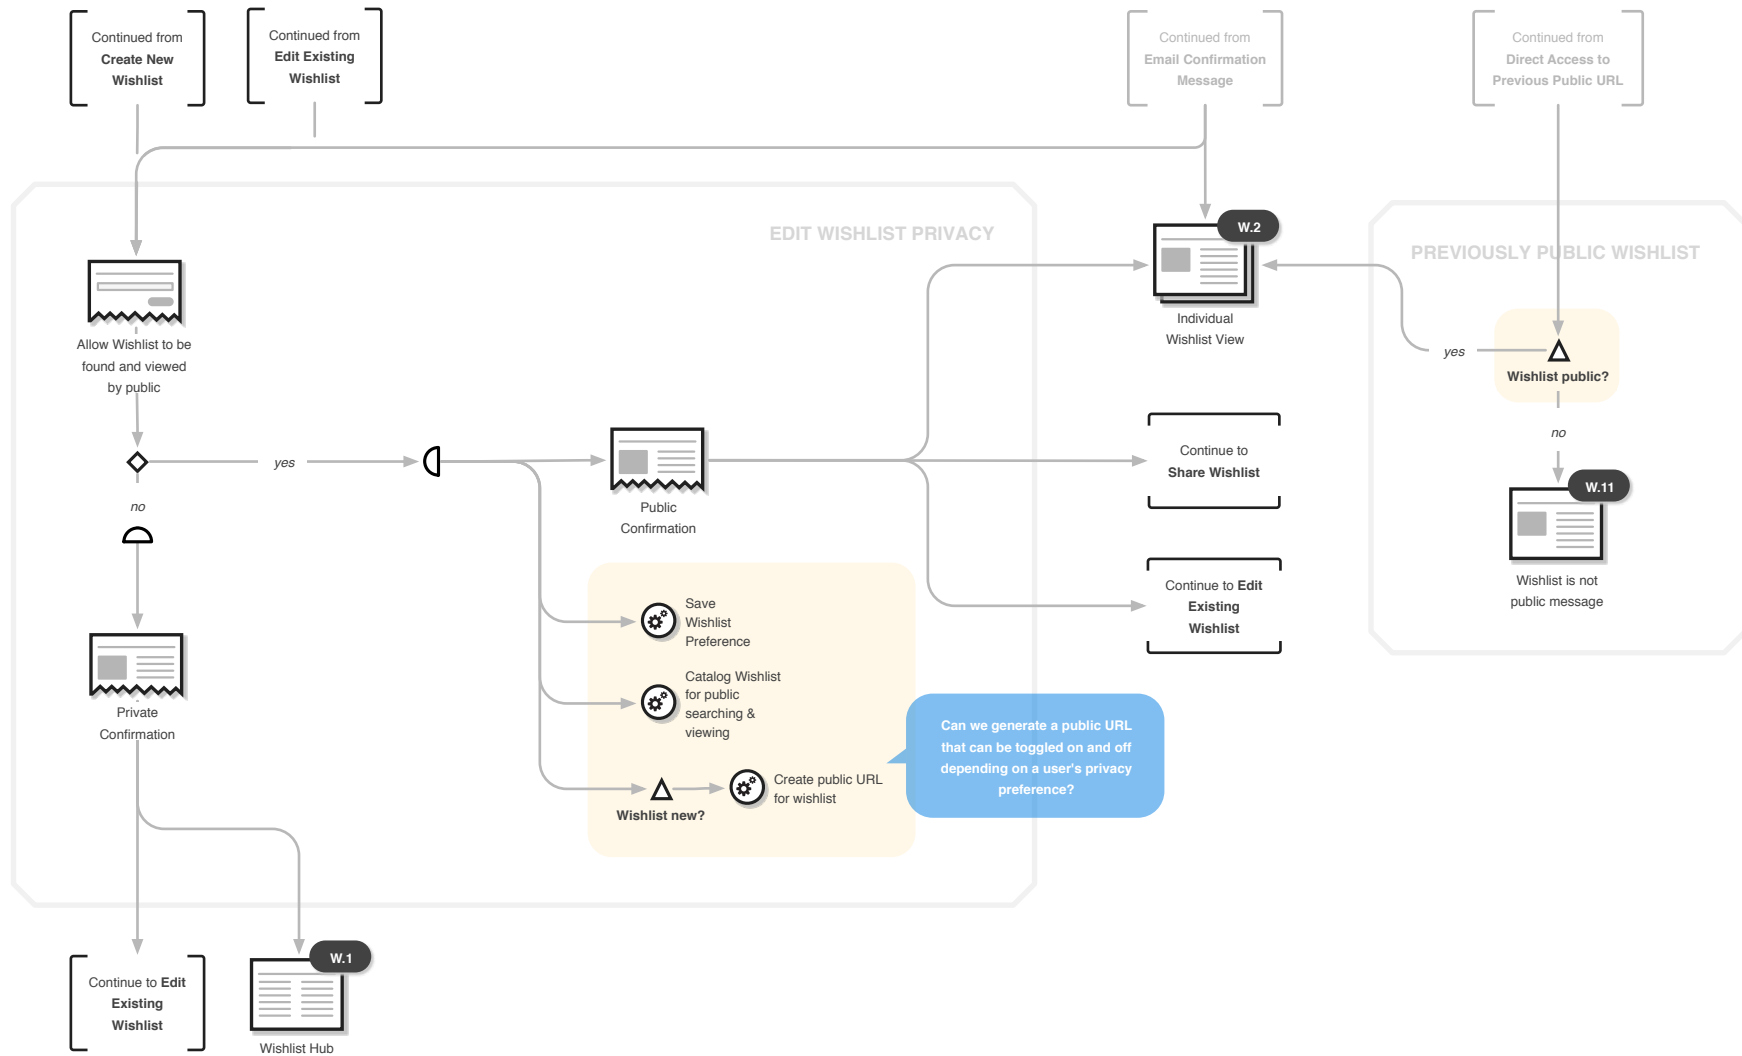 Continued from
Create New
Wishlist
Continued from
Edit Existing
Wishlist
Continued from
Email Confirmation
Message
Continued from
Direct Access to
Previous Public URL
EDIT WISHLIST PRIVACY
PREVIOUSLY PUBLIC WISHLIST
W.2
Individual
Wishlist View
Allow Wishlist to be
found and viewed
by public
yes
Wishlist public?
no
yes
no
Continue to
Share Wishlist
W.11
Wishlist is not
public message
Public
Confirmation
Continue to Edit
Existing
Wishlist
Save
Wishlist
Preference
Catalog Wishlist
for public
searching &
viewing
Wishlist new?
Create public URL
for wishlist
Can we generate a public URL
that can be toggled on and off
depending on a user's privacy
preference?
Private
Confirmation
Continue to Edit
Existing
Wishlist
W.1
Wishlist Hub